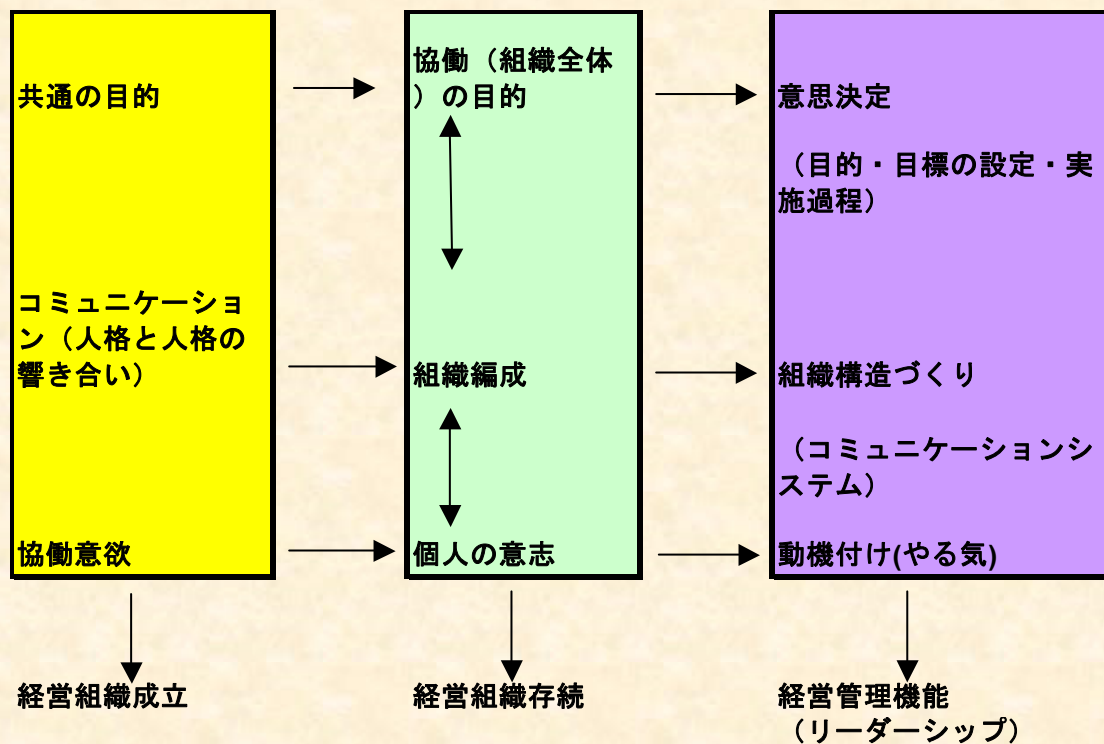 共通の目的
コミュニケーショ
ン（人格と人格の
響き合い）
協働意欲
経営組織成立
協働（組織全体
）の目的
組織編成
個人の意志
経営組織存続
意思決定
（目的・目標の設定・実
施過程）
組織構造づくり
（コミュニケーションシ
ステム）
動機付け(やる気)
経営管理機能
（リーダーシップ）